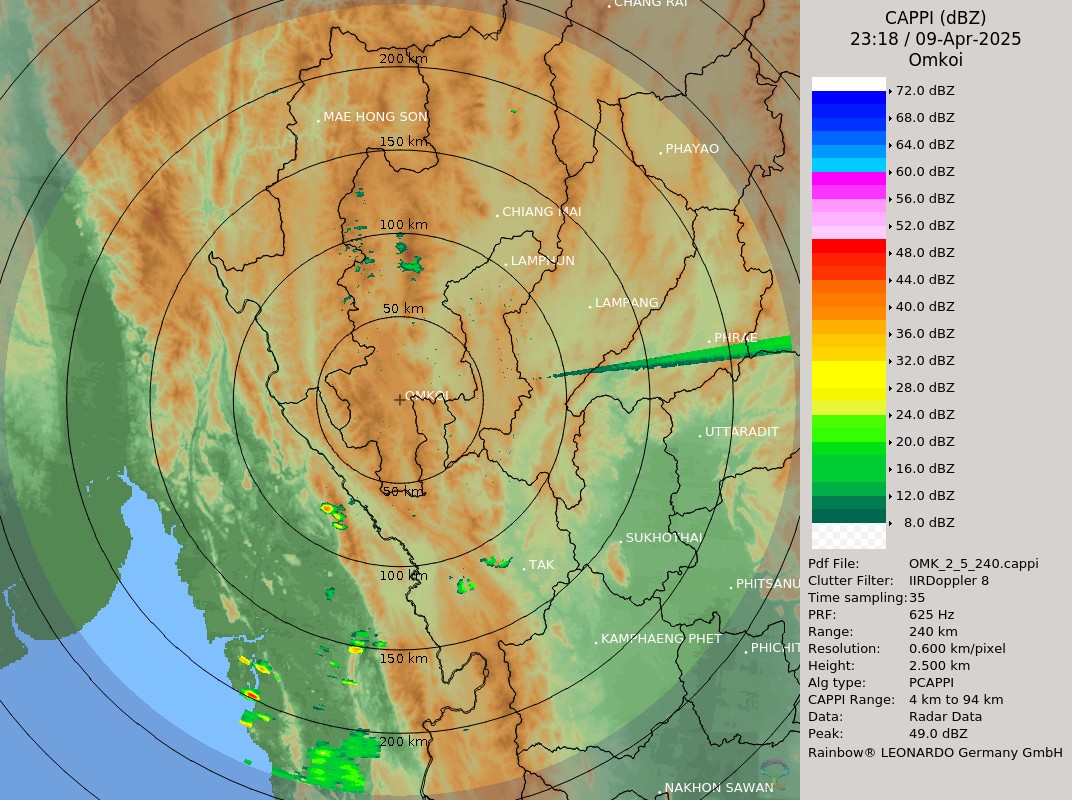 CHANG RAI
200 km
MAE HONG SON
150 km
PHAYAO
CHIANG MAI
100 km
LAMPHUN
LAMPANG
50 km
PHRAE
OMKOI
UTTARADIT
50 km
SUKHOTHAI
TAK
100 km
PHITSANU
KAMPHAENG PHET
PHICHIT
150 km
200 km
NAKHON SAWAN
CAPPI (dBZ)
23:18 / 09-Apr-2025
Omkoi
72.0 dBZ
68.0 dBZ
64.0 dBZ
60.0 dBZ
56.0 dBZ
52.0 dBZ
48.0 dBZ
44.0 dBZ
40.0 dBZ
36.0 dBZ
32.0 dBZ
28.0 dBZ
24.0 dBZ
20.0 dBZ
16.0 dBZ
12.0 dBZ
8.0 dBZ
Pdf File: OMK_2_5_240.cappi
Clutter Filter: IIRDoppler 8
Time sampling:35
PRF: 625 Hz
Range: 240 km
Resolution: 0.600 km/pixel
Height: 2.500 km
Alg type: PCAPPI
CAPPI Range: 4 km to 94 km
Data: Radar Data
Peak: 49.0 dBZ
Rainbow® LEONARDO Germany GmbH